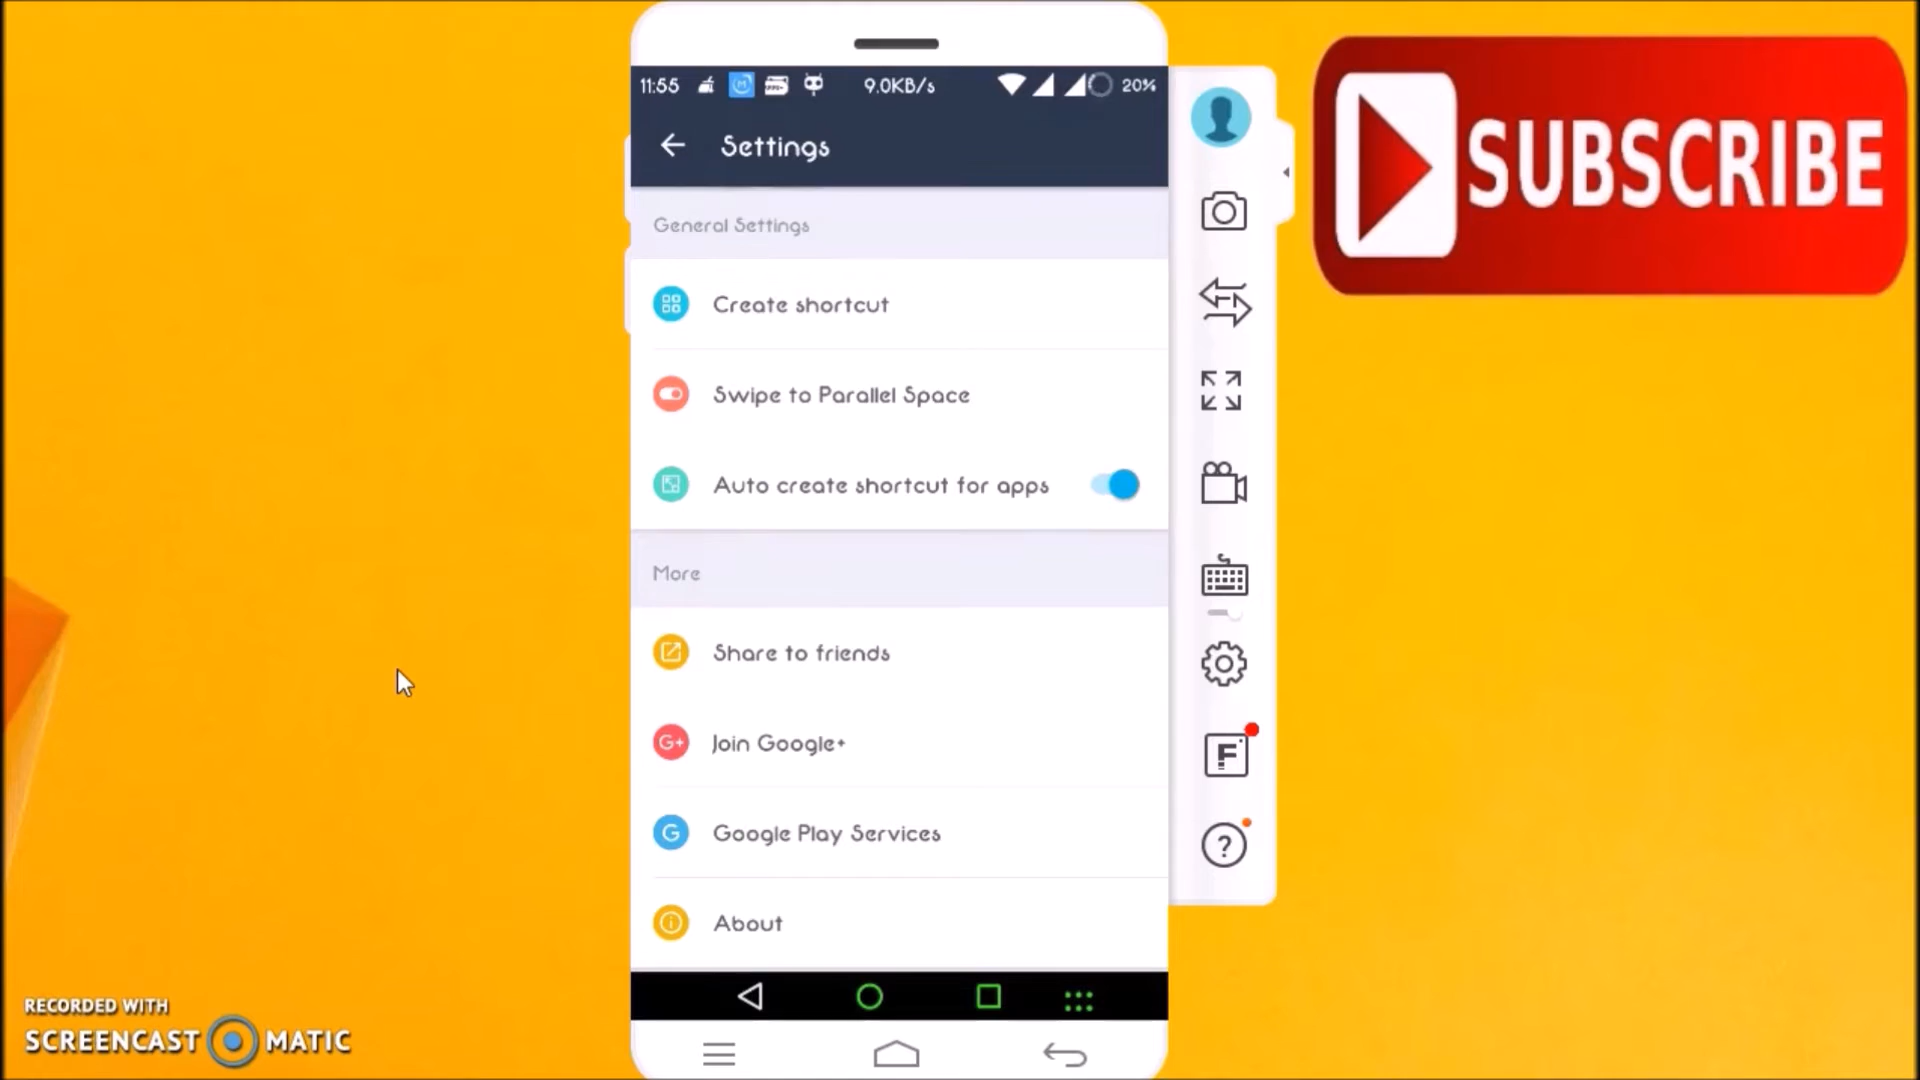 11:55 9.0KB/s 20%
Settings
General Settings
Create shortcut
Swipe to Parallel Space
Auto create shortcut for apps
More
Share to friends
G+ Join Google+
G Google Play Services
About
F
?
SUBSCRIBE
RECORDED WITH
SCREENCAST MATIC